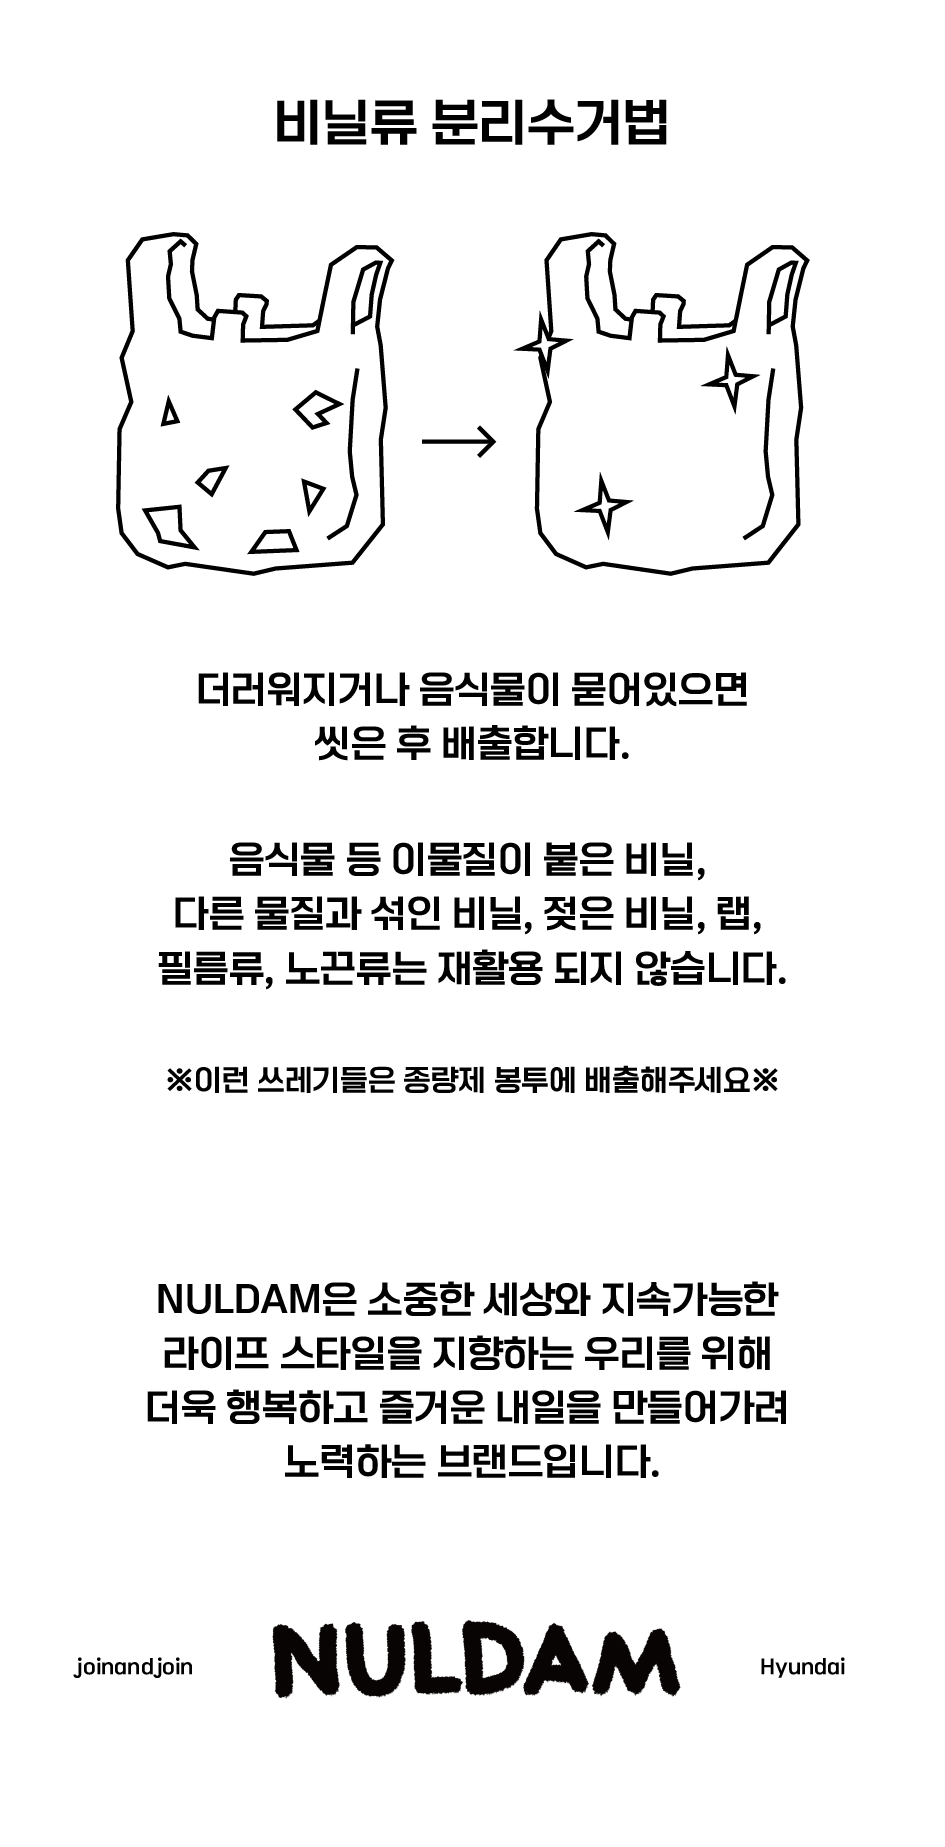 비닐류 분리수거법
더러워지거나 음식물이 묻어있으면
씻은 후 배출합니다.
음식물 등 이물질이 붙은 비닐,
다른 물질과 섞인 비닐, 젖은 비닐, 랩,
필름류, 노끈류는 재활용 되지 않습니다.
※이런 쓰레기들은 종량제 봉투에 배출해주세요※
NULDAM은 소중한 세상와 지속가능한
라이프 스타일을 지향하는 우리를 위해
더욱 행복하고 즐거운 내일을 만들어가려
노력하는 브랜드입니다.
joinandjoin NULDAM Hyundai